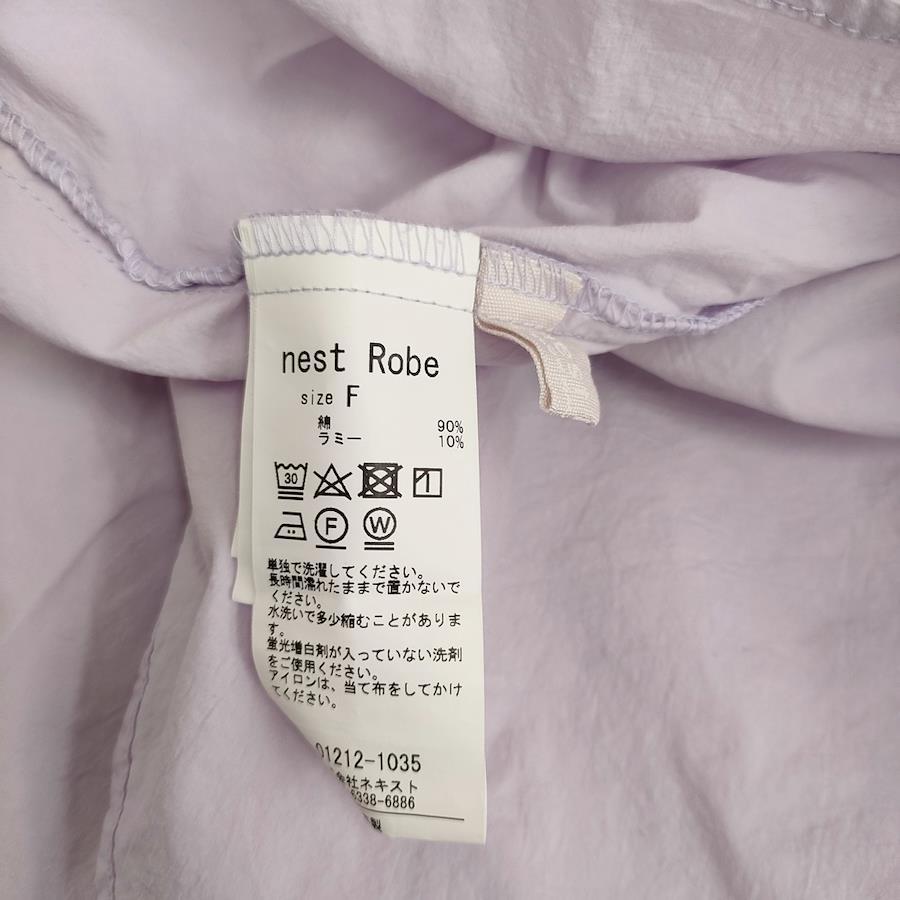 nest Robe
size F
綿 90%
ラミー 10%
30
F W
単独で洗濯してください。
長時間濡れたままで置かないで
ください。
水洗いで多少縮むことがありま
す。
蛍光増白剤が入っていない洗剤
をご使用ください。
アイロンは、当て布をしてかけ
てください。
01212-1035
会社ネキスト
6338-6886
製